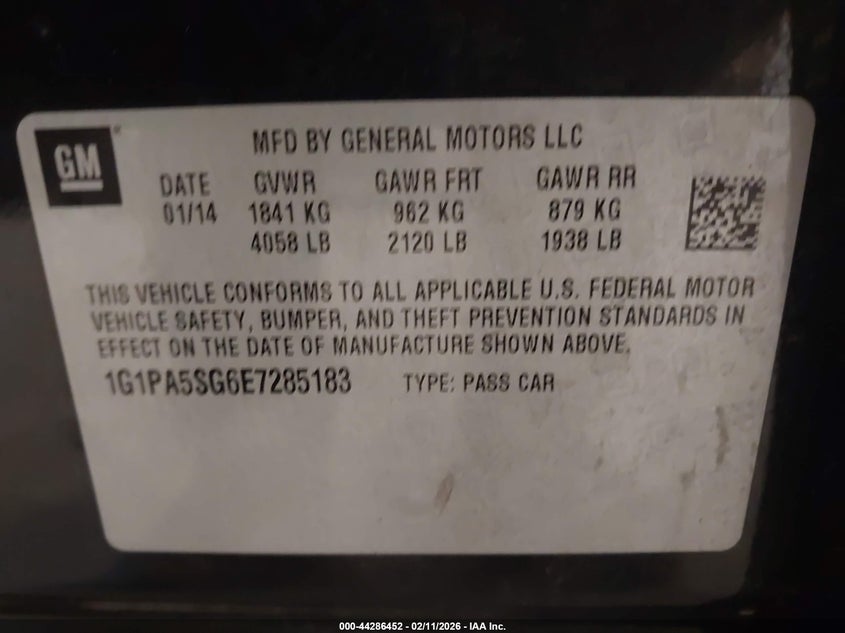 GM
MFD BY GENERAL MOTORS LLC
DATE GVWR GAWR FRT GAWR RR
01/14 1841 KG 962 KG 879 KG
4058 LB 2120 LB 1938 LB
THIS VEHICLE CONFORMS TO ALL APPLICABLE U.S. FEDERAL MOTOR
VEHICLE SAFETY, BUMPER, AND THEFT PREVENTION STANDARDS IN
EFFECT ON THE DATE OF MANUFACTURE SHOWN ABOVE.
1G1PA5SG6E7285183 TYPE: PASS CAR
000-44286452 - 02/11/2026 - IAA Inc.